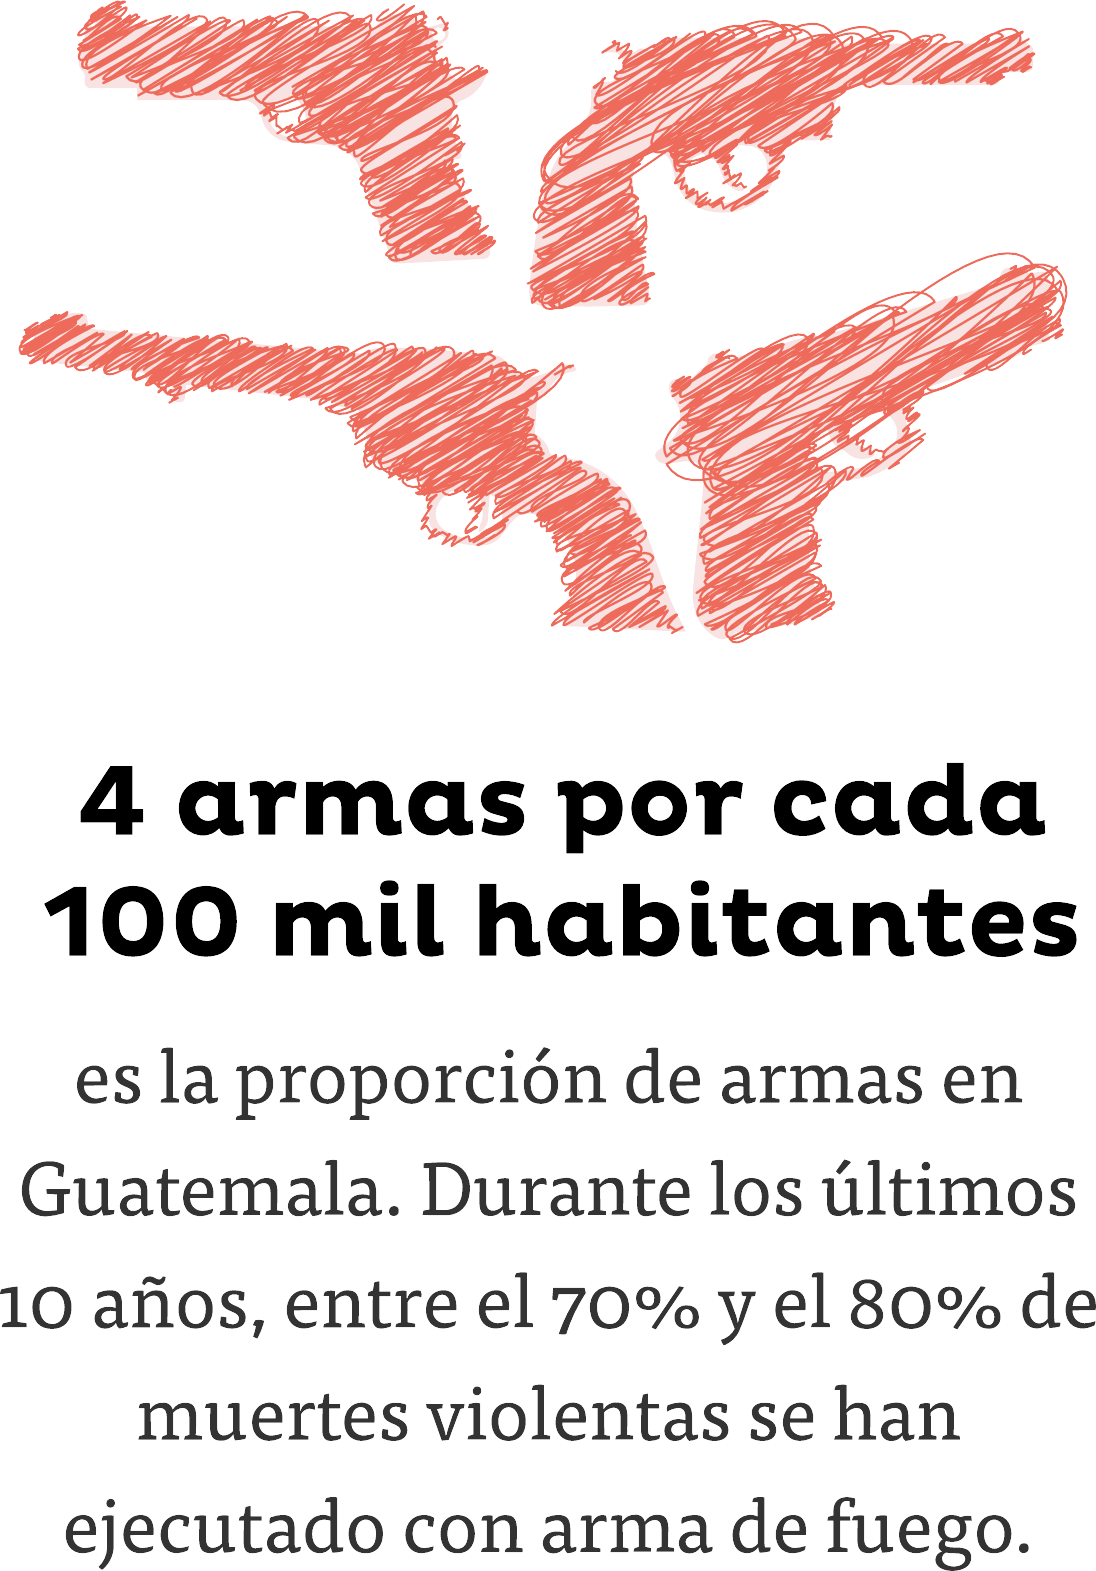 4 armas por cada
100 mil habitantes
es la proporción de armas en
Guatemala. Durante los últimos
10 años, entre el 70% y el 80% de
muertes violentas se han
ejecutado con arma de fuego.